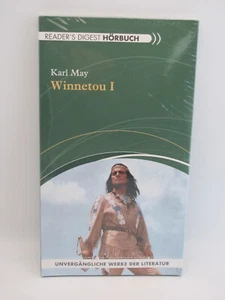 READER'S DIGEST HÖRBUCH
Karl May
Winnetou I
UNVERGÄNGLICHE WERKE DER LITERATUR